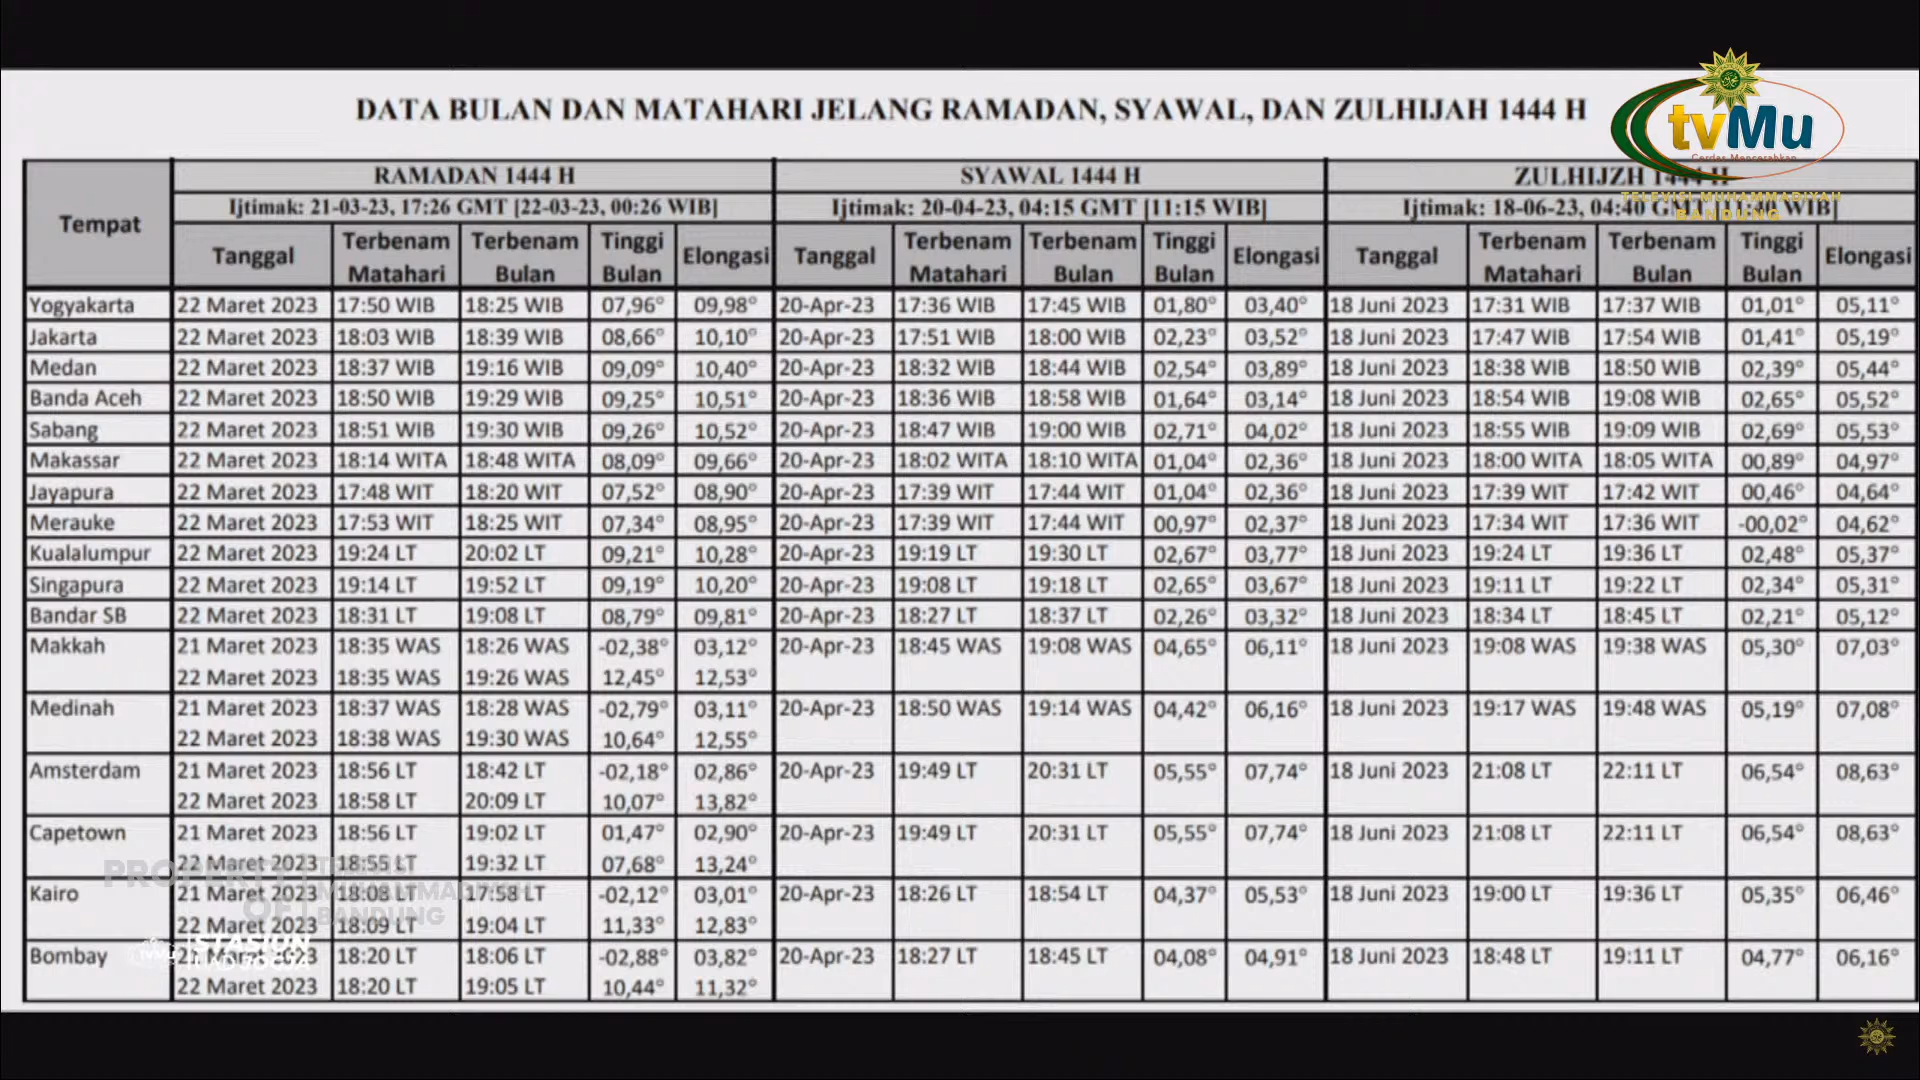 DATA BULAN DAN MATAHARI JELANG RAMADAN, SYAWAL, DAN ZULHIJAH 1444 H
tvMu
Cerdas Mencerahkan
TELEVISI MUHAMMADIYAH
BANDUNG
Tempat RAMADAN 1444 H SYAWAL 1444 H ZULHIJZH 1444 H
Ijtimak: 21-03-23, 17:26 GMT [22-03-23, 00:26 WIB] Ijtimak: 20-04-23, 04:15 GMT [11:15 WIB] Ijtimak: 18-06-23, 04:40 GMT WIB]
Tanggal Terbenam Matahari Terbenam Bulan Tinggi Bulan Elongasi Tanggal Terbenam Matahari Terbenam Bulan Tinggi Bulan Elongasi Tanggal Terbenam Matahari Terbenam Bulan Tinggi Bulan Elongasi
Yogyakarta 22 Maret 2023 17:50 WIB 18:25 WIB 07,96° 09,98° 20-Apr-23 17:36 WIB 17:45 WIB 01,80° 03,40° 18 Juni 2023 17:31 WIB 17:37 WIB 01,01° 05,11°
Jakarta 22 Maret 2023 18:03 WIB 18:39 WIB 08,66° 10,10° 20-Apr-23 17:51 WIB 18:00 WIB 02,23° 03,52° 18 Juni 2023 17:47 WIB 17:54 WIB 01,41° 05,19°
Medan 22 Maret 2023 18:37 WIB 19:16 WIB 09,09° 10,40° 20-Apr-23 18:32 WIB 18:44 WIB 02,54° 03,89° 18 Juni 2023 18:38 WIB 18:50 WIB 02,39° 05,44°
Banda Aceh 22 Maret 2023 18:50 WIB 19:29 WIB 09,25° 10,51° 20-Apr-23 18:36 WIB 18:58 WIB 01,64° 03,14° 18 Juni 2023 18:54 WIB 19:08 WIB 02,65° 05,52°
Sabang 22 Maret 2023 18:51 WIB 19:30 WIB 09,26° 10,52° 20-Apr-23 18:47 WIB 19:00 WIB 02,71° 04,02° 18 Juni 2023 18:55 WIB 19:09 WIB 02,69° 05,53°
Makassar 22 Maret 2023 18:14 WITA 18:48 WITA 08,09° 09,66° 20-Apr-23 18:02 WITA 18:10 WITA 01,04° 02,36° 18 Juni 2023 18:00 WITA 18:05 WITA 00,89° 04,97°
Jayapura 22 Maret 2023 17:48 WIT 18:20 WIT 07,52° 08,90° 20-Apr-23 17:39 WIT 17:44 WIT 01,04° 02,36° 18 Juni 2023 17:39 WIT 17:42 WIT 00,46° 04,64°
Merauke 22 Maret 2023 17:53 WIT 18:25 WIT 07,34° 08,95° 20-Apr-23 17:39 WIT 17:44 WIT 00,97° 02,37° 18 Juni 2023 17:34 WIT 17:36 WIT -00,02° 04,62°
Kualalumpur 22 Maret 2023 19:24 LT 20:02 LT 09,21° 10,28° 20-Apr-23 19:19 LT 19:30 LT 02,67° 03,77° 18 Juni 2023 19:24 LT 19:36 LT 02,48° 05,37°
Singapura 22 Maret 2023 19:14 LT 19:52 LT 09,19° 10,20° 20-Apr-23 19:08 LT 19:18 LT 02,65° 03,67° 18 Juni 2023 19:11 LT 19:22 LT 02,34° 05,31°
Bandar SB 22 Maret 2023 18:31 LT 19:08 LT 08,79° 09,81° 20-Apr-23 18:27 LT 18:37 LT 02,26° 03,32° 18 Juni 2023 18:34 LT 18:45 LT 02,21° 05,12°
Makkah 21 Maret 2023 18:35 WAS 18:26 WAS -02,38° 03,12° 20-Apr-23 18:45 WAS 19:08 WAS 04,65° 06,11° 18 Juni 2023 19:08 WAS 19:38 WAS 05,30° 07,03°
22 Maret 2023 18:35 WAS 19:26 WAS 12,45° 12,53°
Medinah 21 Maret 2023 18:37 WAS 18:28 WAS -02,79° 03,11° 20-Apr-23 18:50 WAS 19:14 WAS 04,42° 06,16° 18 Juni 2023 19:17 WAS 19:48 WAS 05,19° 07,08°
22 Maret 2023 18:38 WAS 19:30 WAS 10,64° 12,55°
Amsterdam 21 Maret 2023 18:56 LT 18:42 LT -02,18° 02,86° 20-Apr-23 19:49 LT 20:31 LT 05,55° 07,74° 18 Juni 2023 21:08 LT 22:11 LT 06,54° 08,63°
22 Maret 2023 18:58 LT 20:09 LT 10,07° 13,82°
Capetown 21 Maret 2023 18:56 LT 19:02 LT 01,47° 02,90° 20-Apr-23 19:49 LT 20:31 LT 05,55° 07,74° 18 Juni 2023 21:08 LT 22:11 LT 06,54° 08,63°
22 Maret 2023 18:55 LT 19:32 LT 07,68° 13,24°
Kairo 21 Maret 2023 18:08 LT 17:58 LT -02,12° 03,01° 20-Apr-23 18:26 LT 18:54 LT 04,37° 05,53° 18 Juni 2023 19:00 LT 19:36 LT 05,35° 06,46°
22 Maret 2023 18:09 LT 19:04 LT 11,33° 12,83°
Bombay 21 Maret 2023 18:20 LT 18:06 LT -02,88° 03,82° 20-Apr-23 18:27 LT 18:45 LT 04,08° 04,91° 18 Juni 2023 18:48 LT 19:11 LT 04,77° 06,16°
22 Maret 2023 18:20 LT 19:05 LT 10,44° 11,32°
PROPERTY OF
MUHAMMADIYAH
BANDUNG
tvMu
STASIUN